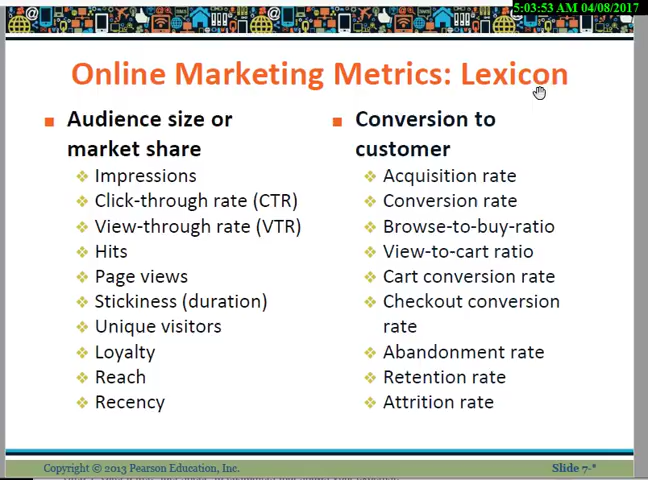 5:03:53 AM 04/08/2017
Online Marketing Metrics: Lexicon
Audience size or
market share
Impressions
Click-through rate (CTR)
View-through rate (VTR)
Hits
Page views
Stickiness (duration)
Unique visitors
Loyalty
Reach
Recency
Conversion to
customer
Acquisition rate
Conversion rate
Browse-to-buy-ratio
View-to-cart ratio
Cart conversion rate
Checkout conversion
rate
Abandonment rate
Retention rate
Attrition rate
Copyright © 2013 Pearson Education, Inc.
Slide 7-*